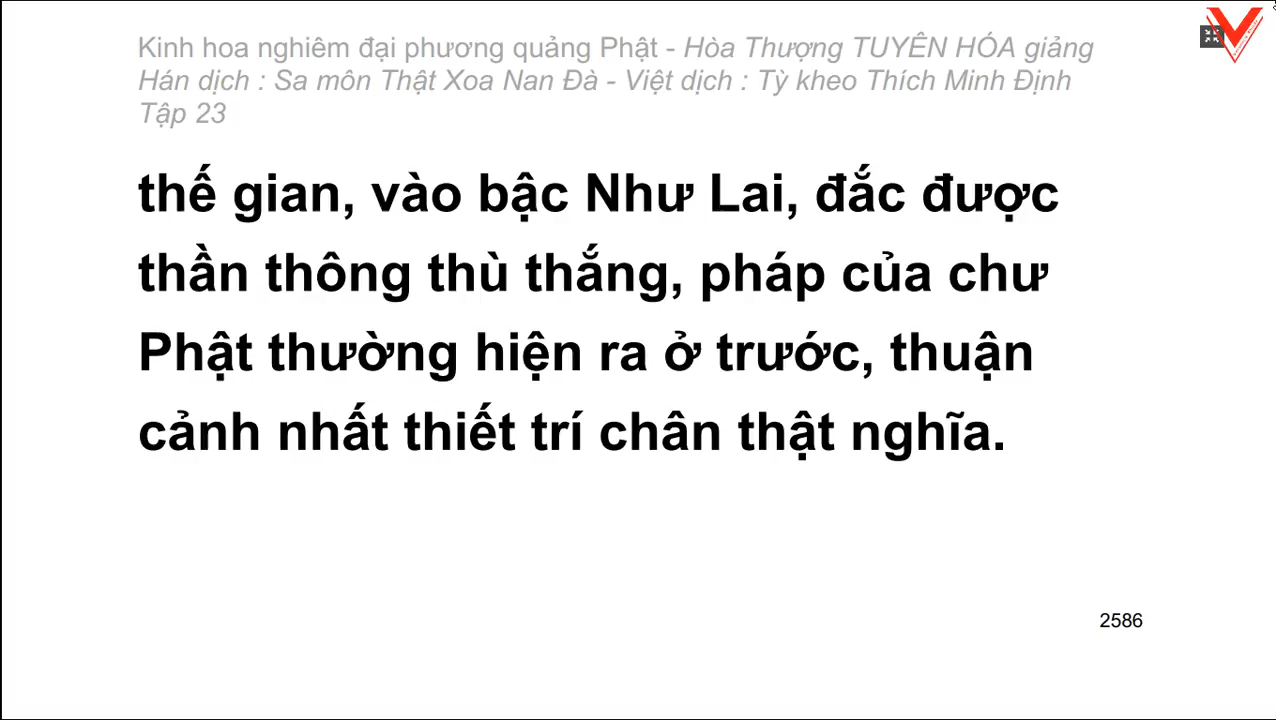 Kinh hoa nghiêm đại phương quảng Phật - Hòa Thượng TUYÊN HÓA giảng
Hán dịch : Sa môn Thật Xoa Nan Đà - Việt dịch : Tỳ kheo Thích Minh Định
Tập 23
thế gian, vào bậc Như Lai, đắc được
thần thông thù thắng, pháp của chư
Phật thường hiện ra ở trước, thuận
cảnh nhất thiết trí chân thật nghĩa.
2586